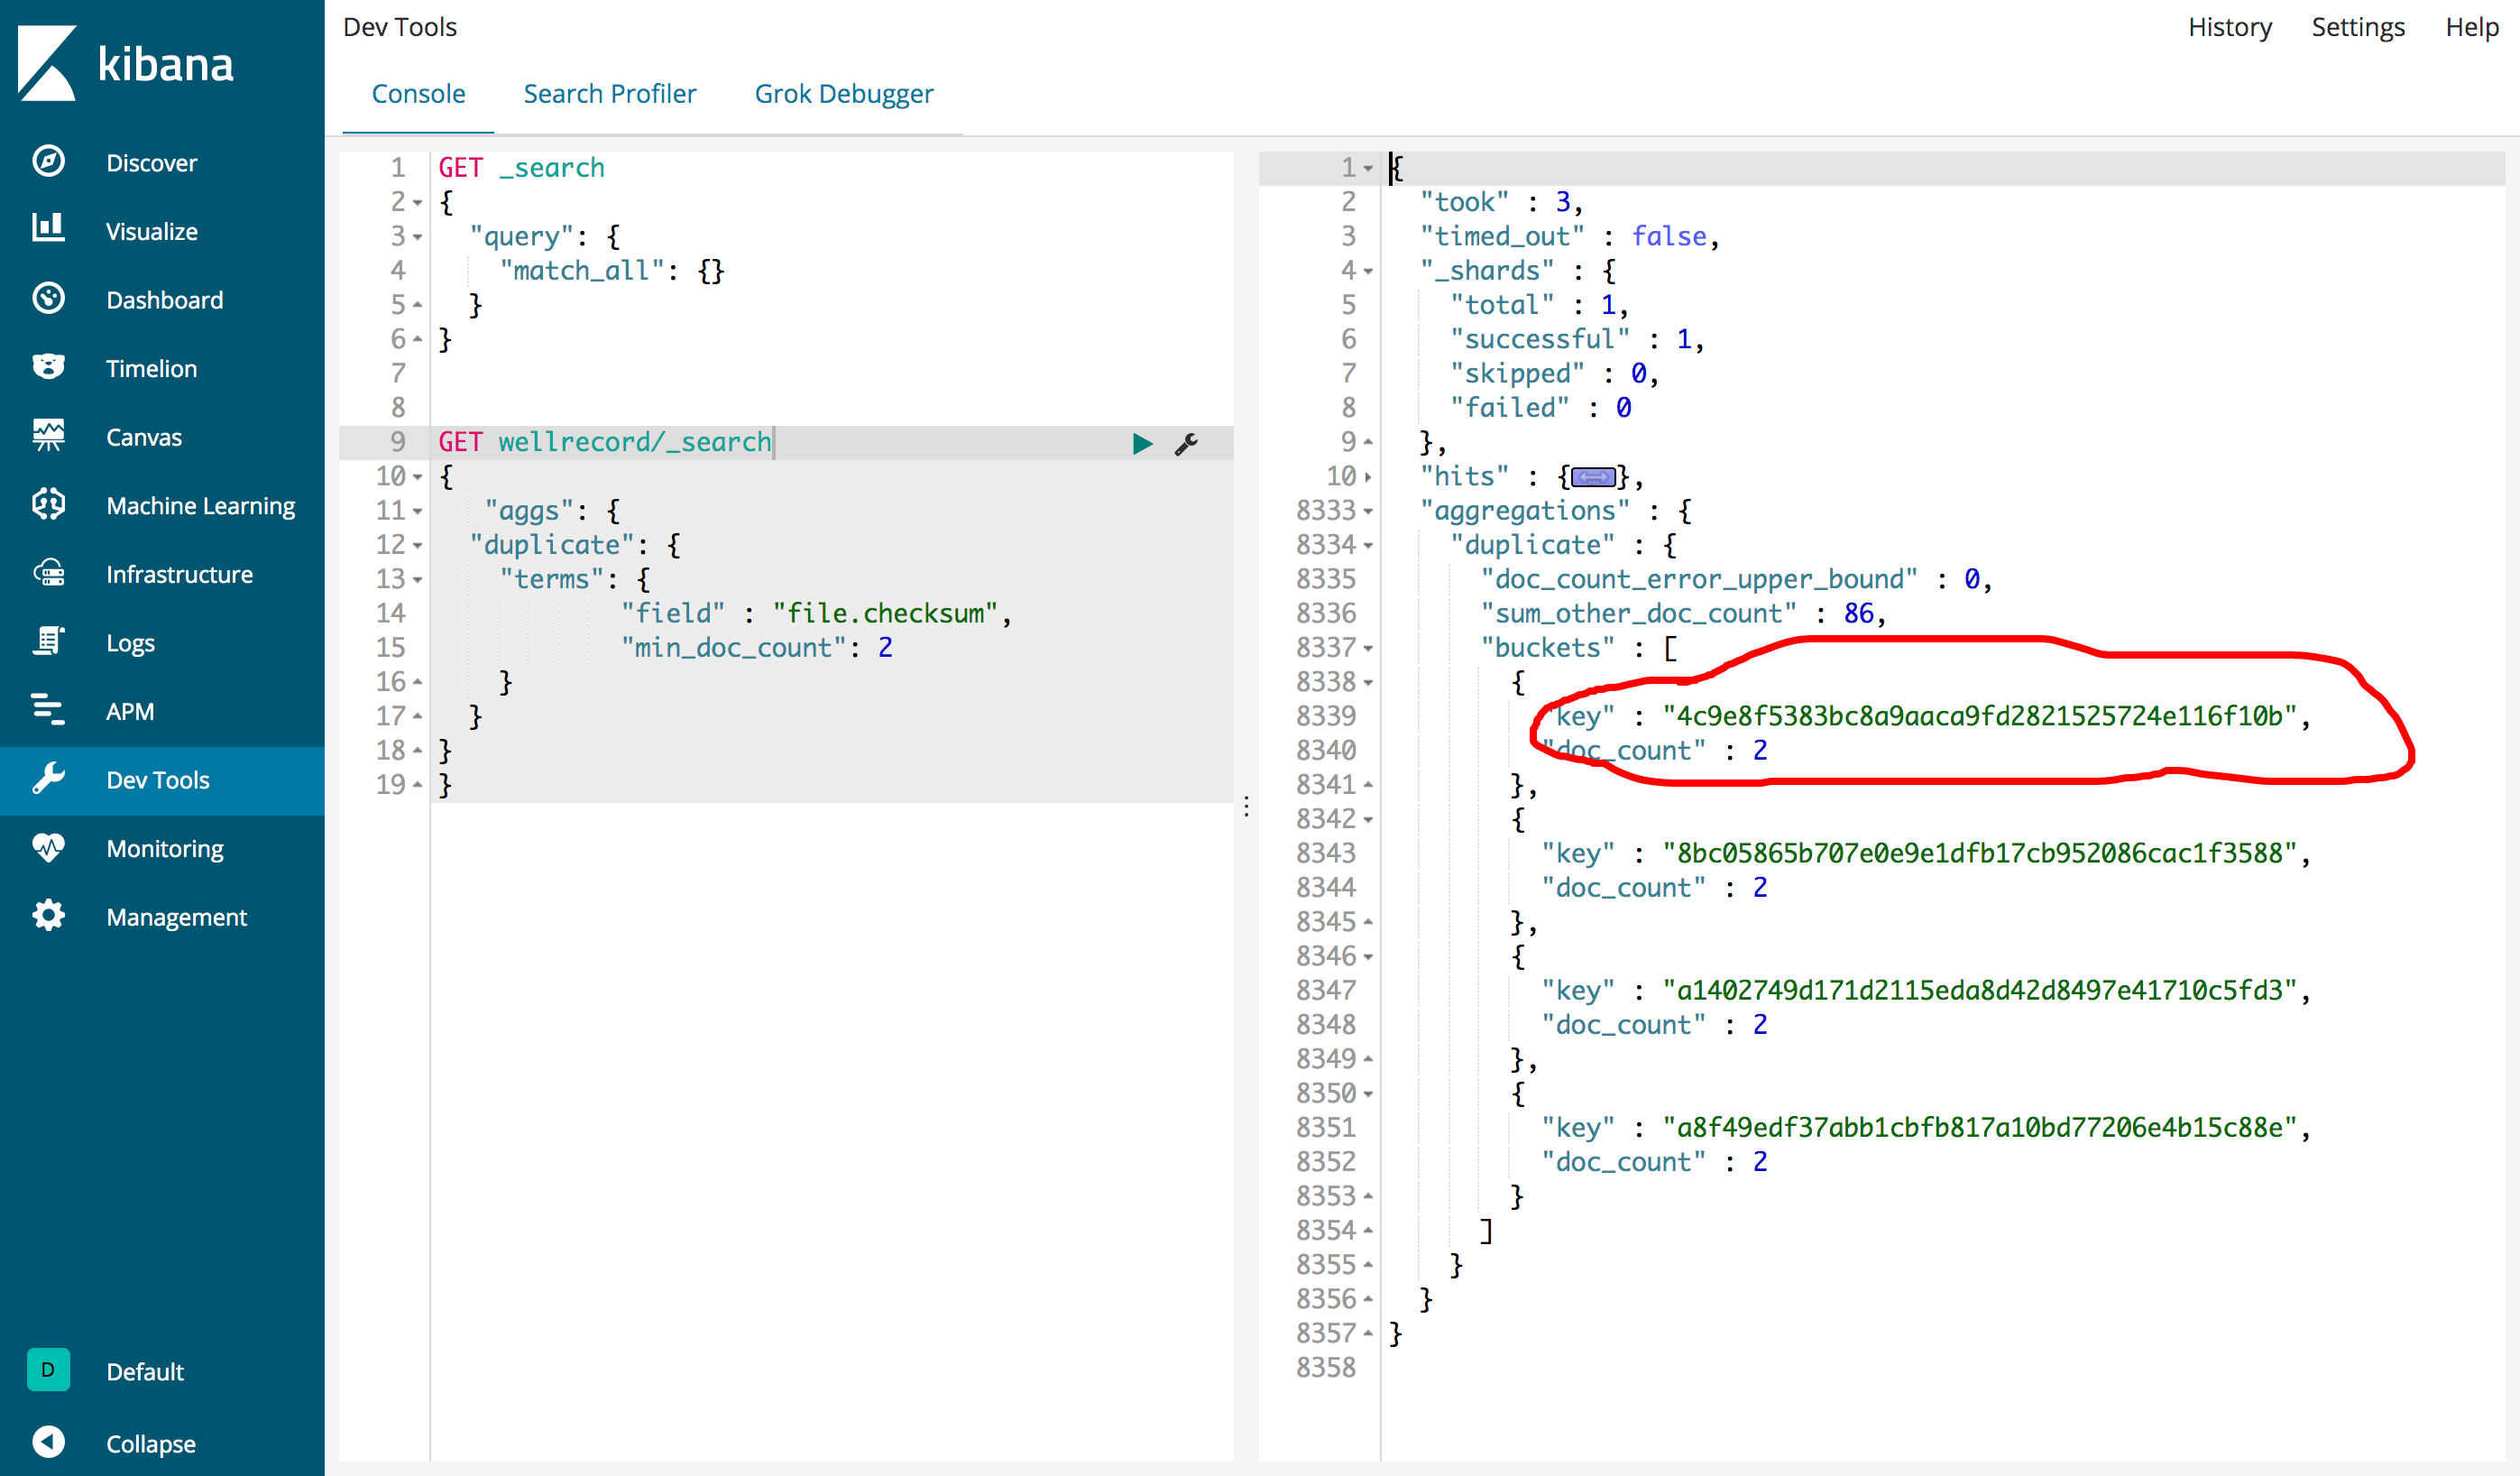 kibana
Discover
Visualize
Dashboard
Timelion
Canvas
Machine Learning
Infrastructure
Logs
APM
Dev Tools
Monitoring
Management
D Default
Collapse
Dev Tools
History Settings Help
Console Search Profiler Grok Debugger
1 GET _search
2 {
3 "query": {
4 "match_all": {}
5 }
6 }
7
8
9 GET wellrecord/_search
10 {
11 "aggs": {
12 "duplicate": {
13 "terms": {
14 "field" : "file.checksum",
15 "min_doc_count": 2
16 }
17 }
18 }
19 }
1 {
2 "took" : 3,
3 "timed_out" : false,
4 "_shards" : {
5 "total" : 1,
6 "successful" : 1,
7 "skipped" : 0,
8 "failed" : 0
9 },
10 "hits" : {},
8333 "aggregations" : {
8334 "duplicate" : {
8335 "doc_count_error_upper_bound" : 0,
8336 "sum_other_doc_count" : 86,
8337 "buckets" : [
8338 {
8339 "key" : "4c9e8f5383bc8a9aaca9fd2821525724e116f10b",
8340 "doc_count" : 2
8341 },
8342 {
8343 "key" : "8bc05865b707e0e9e1dfb17cb952086cac1f3588",
8344 "doc_count" : 2
8345 },
8346 {
8347 "key" : "a1402749d171d2115eda8d42d8497e41710c5fd3",
8348 "doc_count" : 2
8349 },
8350 {
8351 "key" : "a8f49edf37abb1cbfb817a10bd77206e4b15c88e",
8352 "doc_count" : 2
8353 }
8354 ]
8355 }
8356 }
8357 }
8358